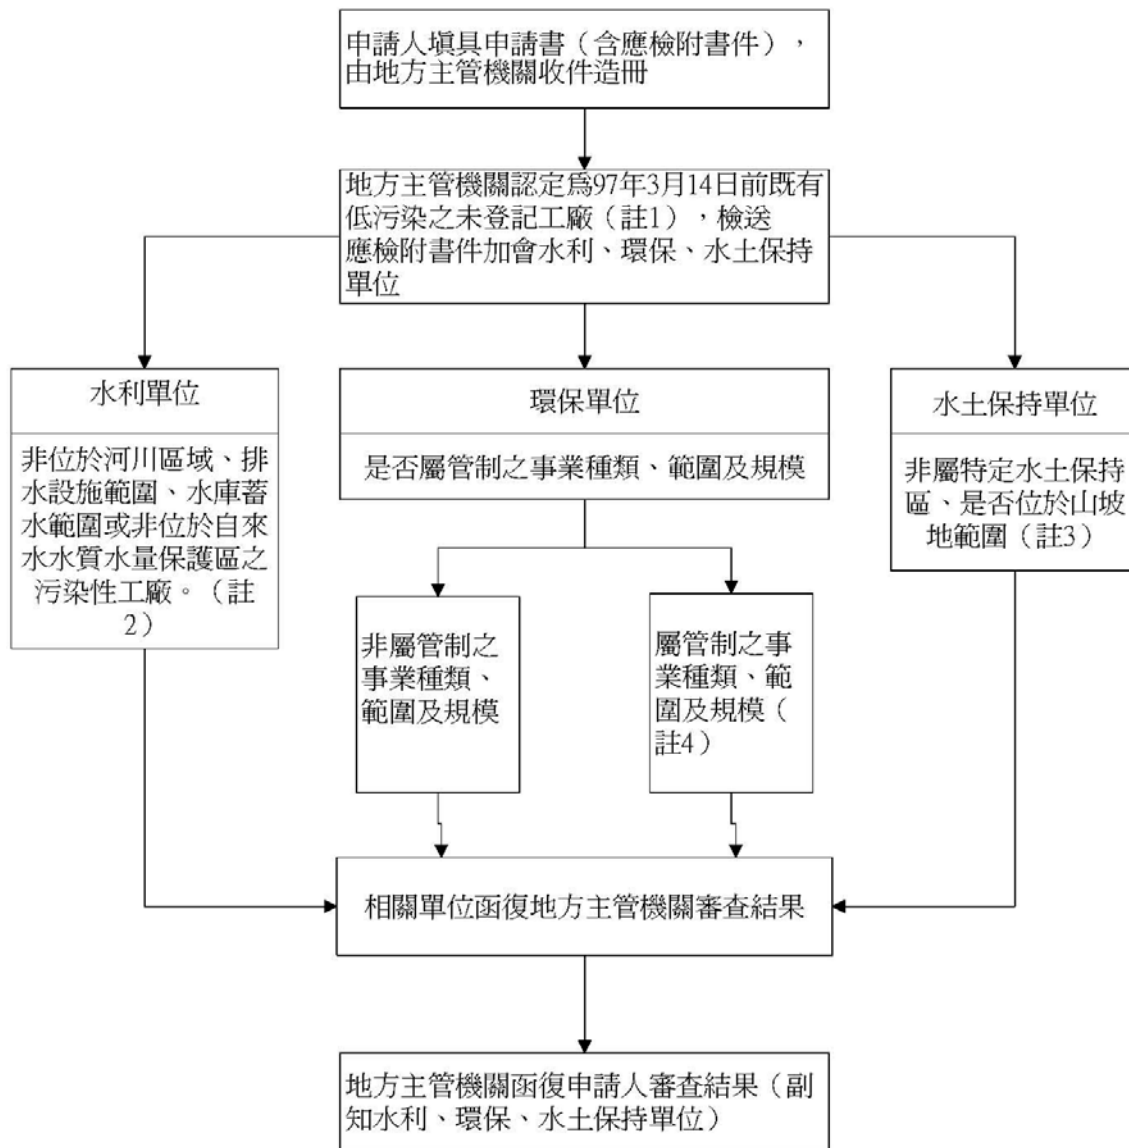 申請人填具申請書（含應檢附書件），
由地方主管機關收件造冊
地方主管機關認定為97年3月14日前既有
低污染之未登記工廠（註1），檢送
應檢附書件加會水利、環保、水土保持
單位
水利單位
非位於河川區域、排
水設施範圍、水庫蓄
水範圍或非位於自來
水水質水量保護區之
污染性工廠。（註
2）
環保單位
是否屬管制之事業種類、範圍及規模
水土保持單位
非屬特定水土保持
區、是否位於山坡
地範圍（註3）
非屬管制之
事業種類、
範圍及規模
屬管制之事
業種類、範
圍及規模（
註4）
相關單位函復地方主管機關審查結果
地方主管機關函復申請人審查結果（副
知水利、環保、水土保持單位）